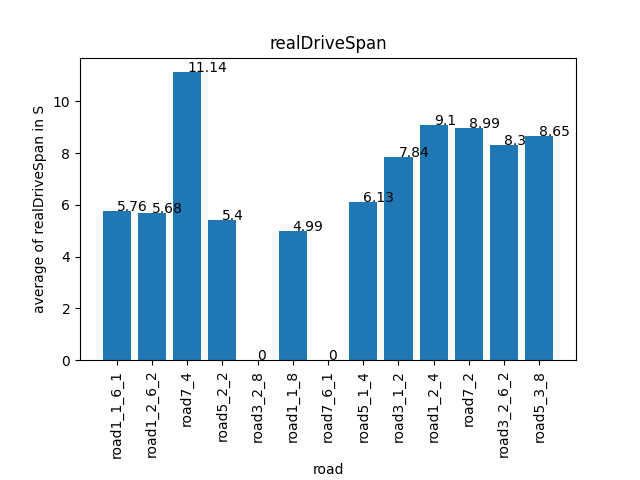 realDriveSpan
average of realDriveSpan in S
10
8
6
4
2
0
5.76
5.68
11.14
5.4
0
4.99
0
6.13
7.84
9.1
8.99
8.3
8.65
road1_1_6_1
road1_2_6_2
road7_4
road5_2_2
road3_2_8
road1_1_8
road7_6_1
road5_1_4
road3_1_2
road1_2_4
road7_2
road3_2_6_2
road5_3_8
road